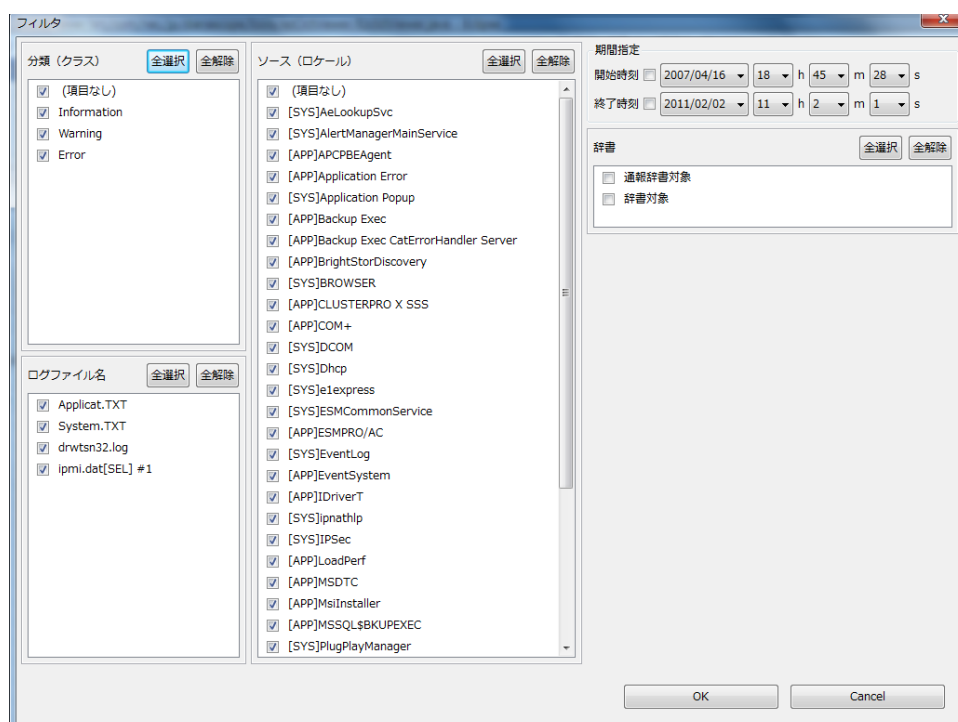 フィルタ
分類（クラス） 全選択 全解除
(項目なし)
Information
Warning
Error
ログファイル名 全選択 全解除
Applicat.TXT
System.TXT
drwtsn32.log
ipmi.dat[SEL] #1
ソース（ロケール） 全選択 全解除
(項目なし)
[SYS]AeLookupSvc
[SYS]AlertManagerMainService
[APP]APCPBEAgent
[APP]Application Error
[SYS]Application Popup
[APP]Backup Exec
[APP]Backup Exec CatErrorHandler Server
[APP]BrightStorDiscovery
[SYS]BROWSER
[APP]CLUSTERPRO X SSS
[APP]COM+
[SYS]DCOM
[SYS]Dhcp
[SYS]e1express
[SYS]ESMCommonService
[APP]ESMPRO/AC
[SYS]EventLog
[APP]EventSystem
[APP]IDriverT
[SYS]ipnathlp
[SYS]IPSec
[APP]LoadPerf
[APP]MSDTC
[APP]MsiInstaller
[APP]MSSQL$BKUPEXEC
[SYS]PlugPlayManager
期間指定
開始時刻 2007/04/16 18 h 45 m 28 s
終了時刻 2011/02/02 11 h 2 m 1 s
辞書 全選択 全解除
通報辞書対象
辞書対象
OK Cancel